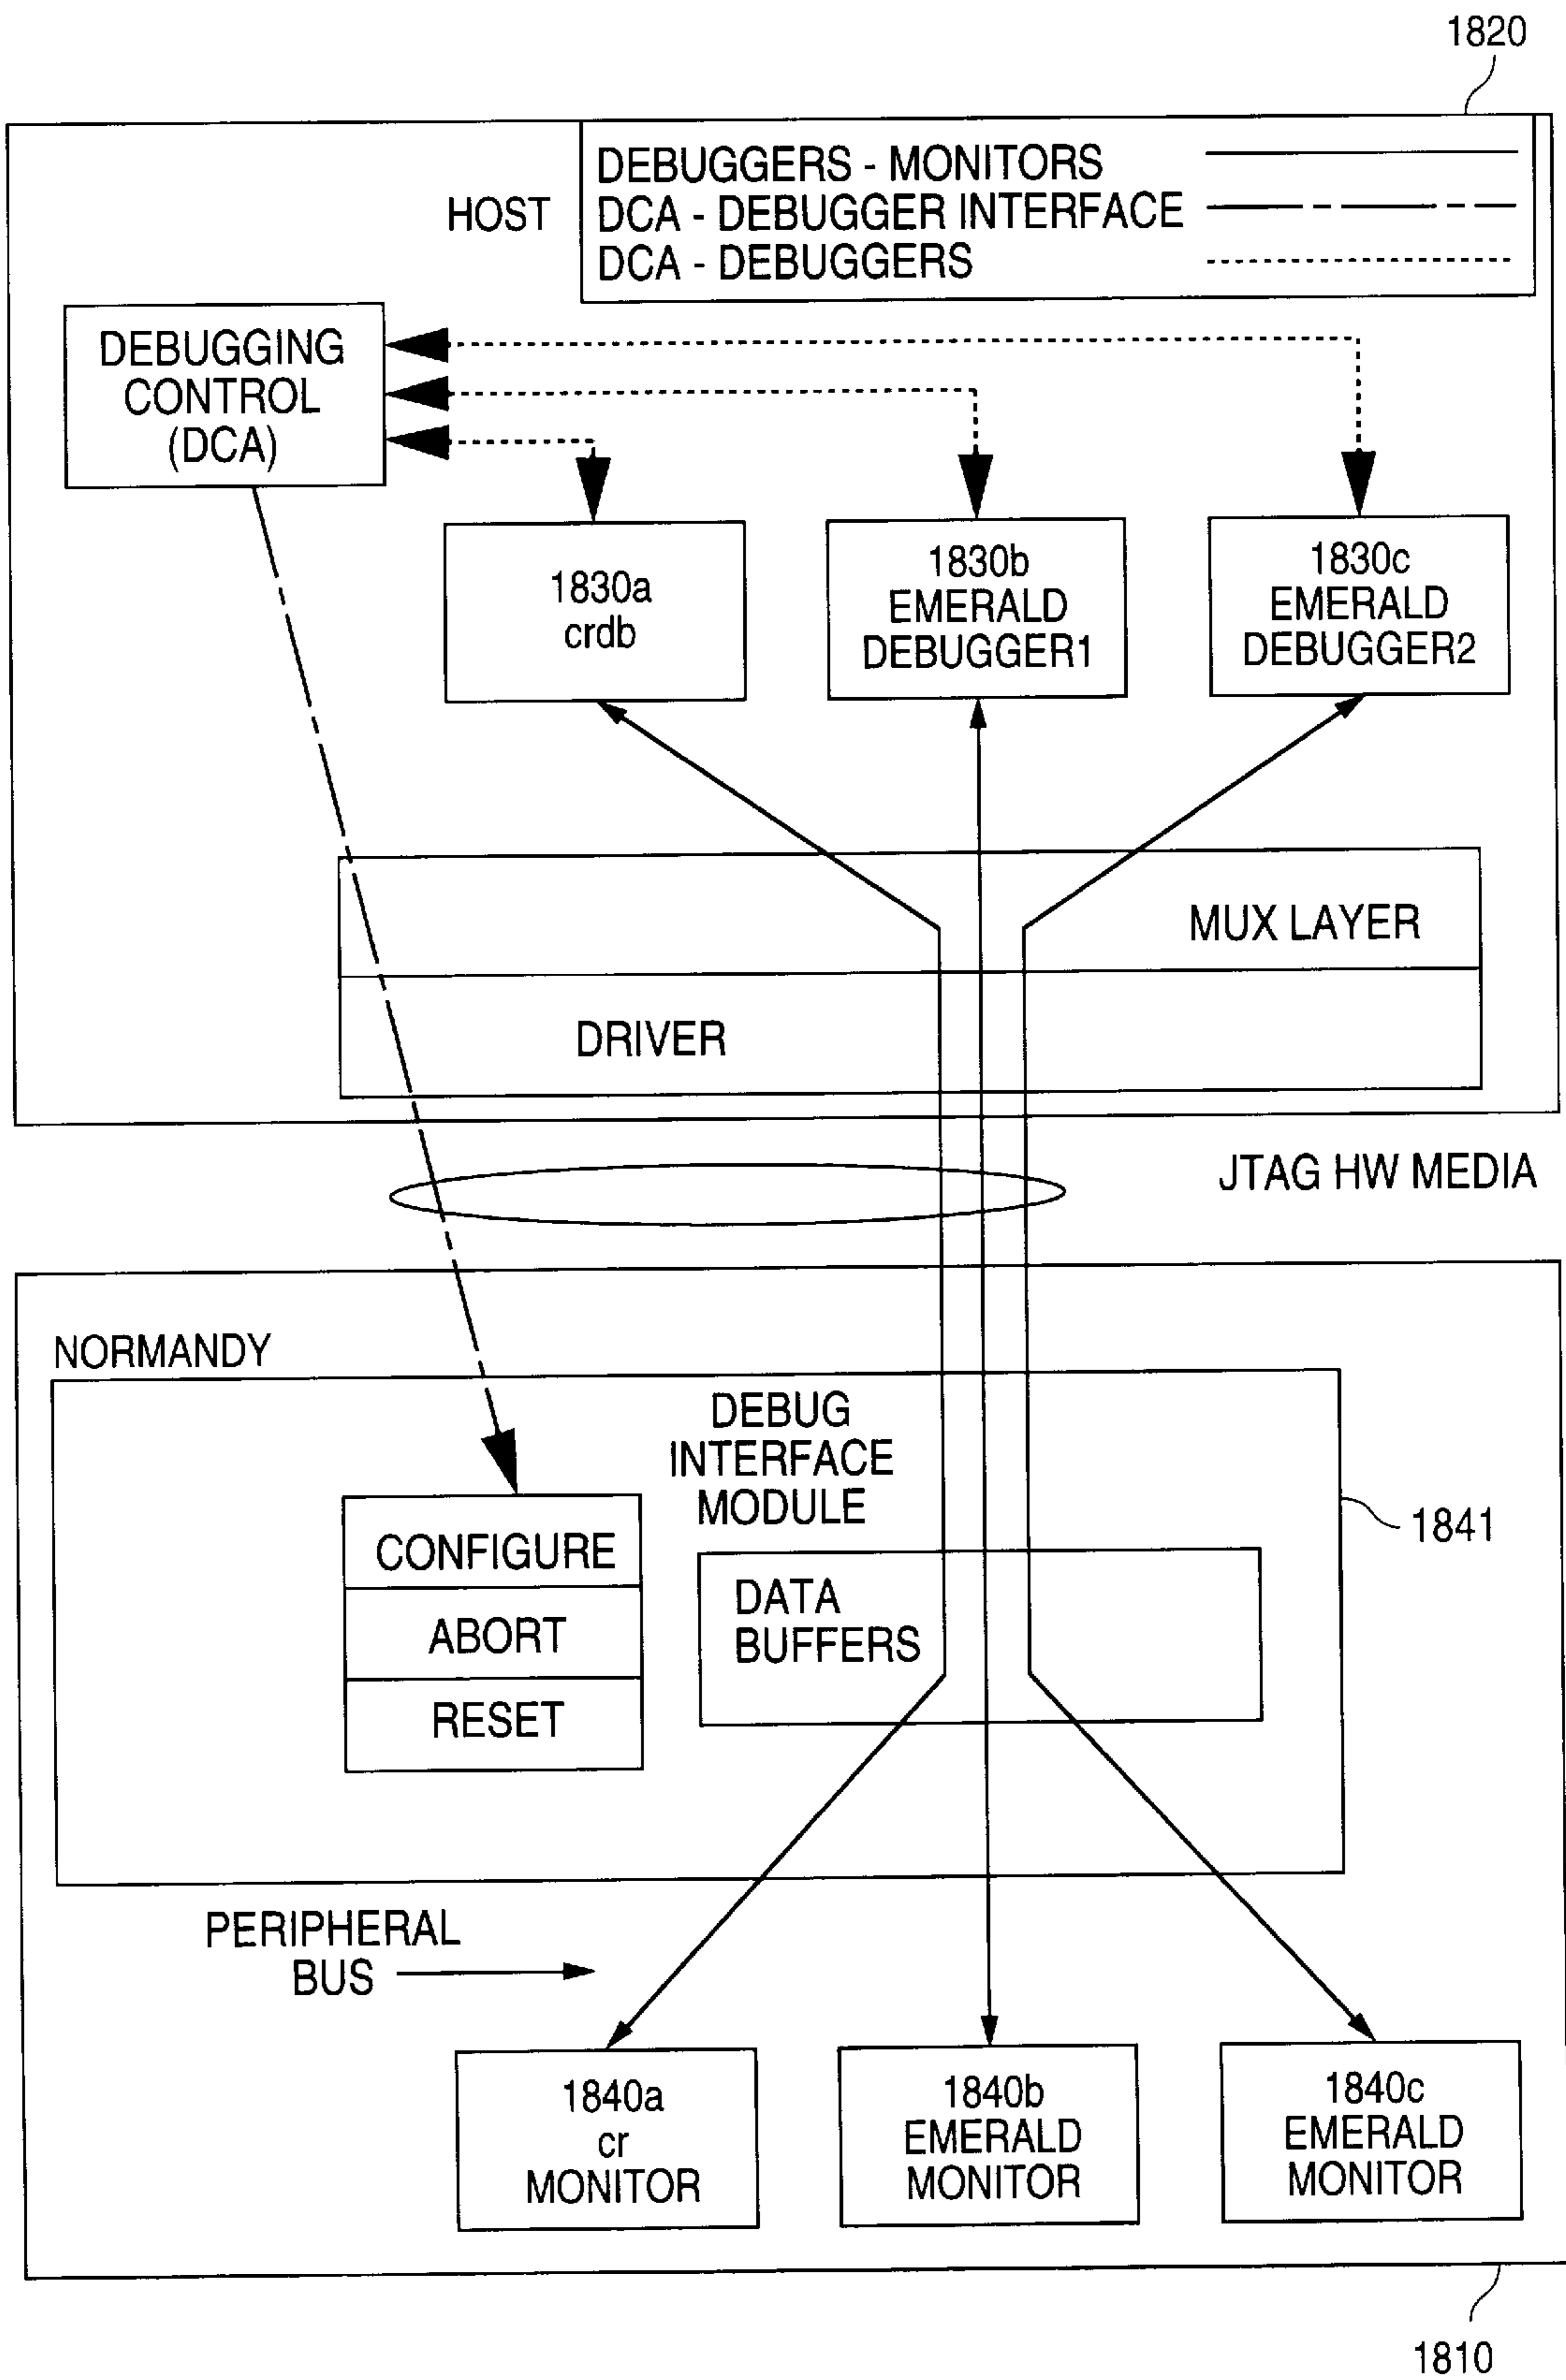 1820
HOST
DEBUGGERS - MONITORS
DCA - DEBUGGER INTERFACE
DCA - DEBUGGERS
DEBUGGING
CONTROL
(DCA)
1830a
crdb
1830b
EMERALD
DEBUGGER1
1830c
EMERALD
DEBUGGER2
MUX LAYER
DRIVER
JTAG HW MEDIA
NORMANDY
DEBUG
INTERFACE
MODULE
1841
CONFIGURE
ABORT
RESET
DATA
BUFFERS
PERIPHERAL
BUS
1840a
cr
MONITOR
1840b
EMERALD
MONITOR
1840c
EMERALD
MONITOR
1810